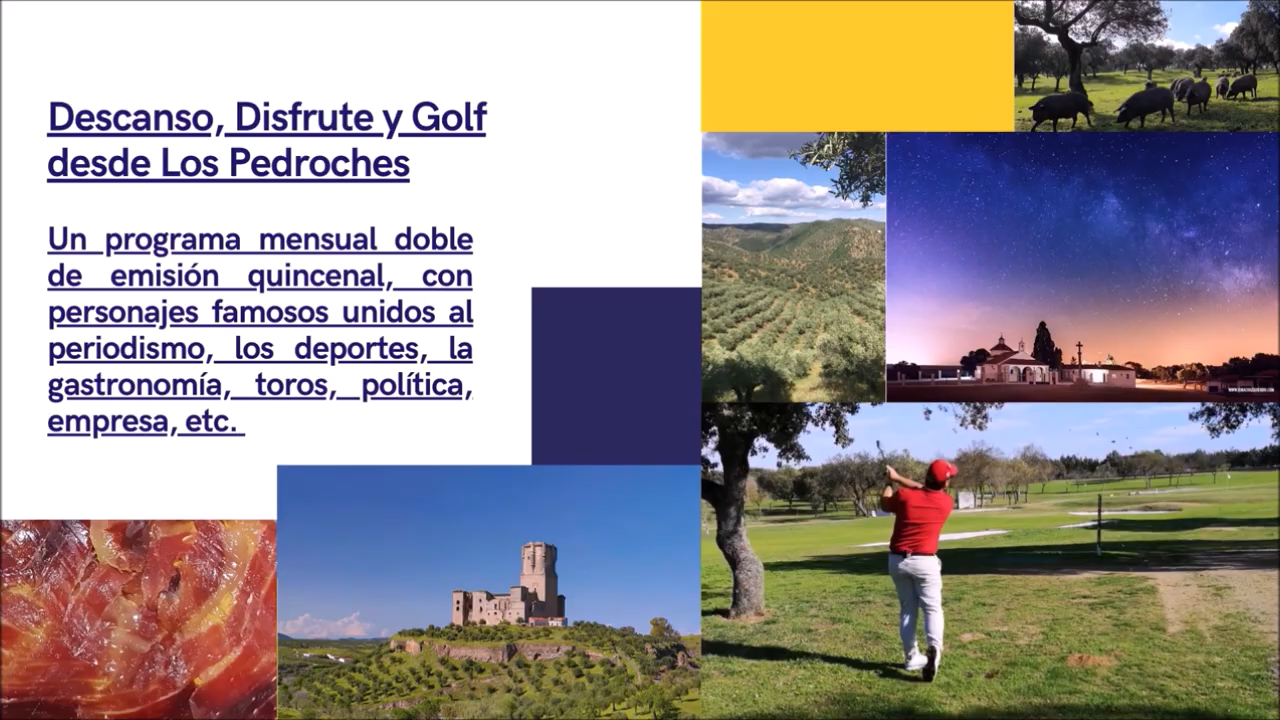 Descanso, Disfrute y Golf
desde Los Pedroches
Un programa mensual doble
de emisión quincenal, con
personajes famosos unidos al
periodismo, los deportes, la
gastronomía, toros, política,
empresa, etc.